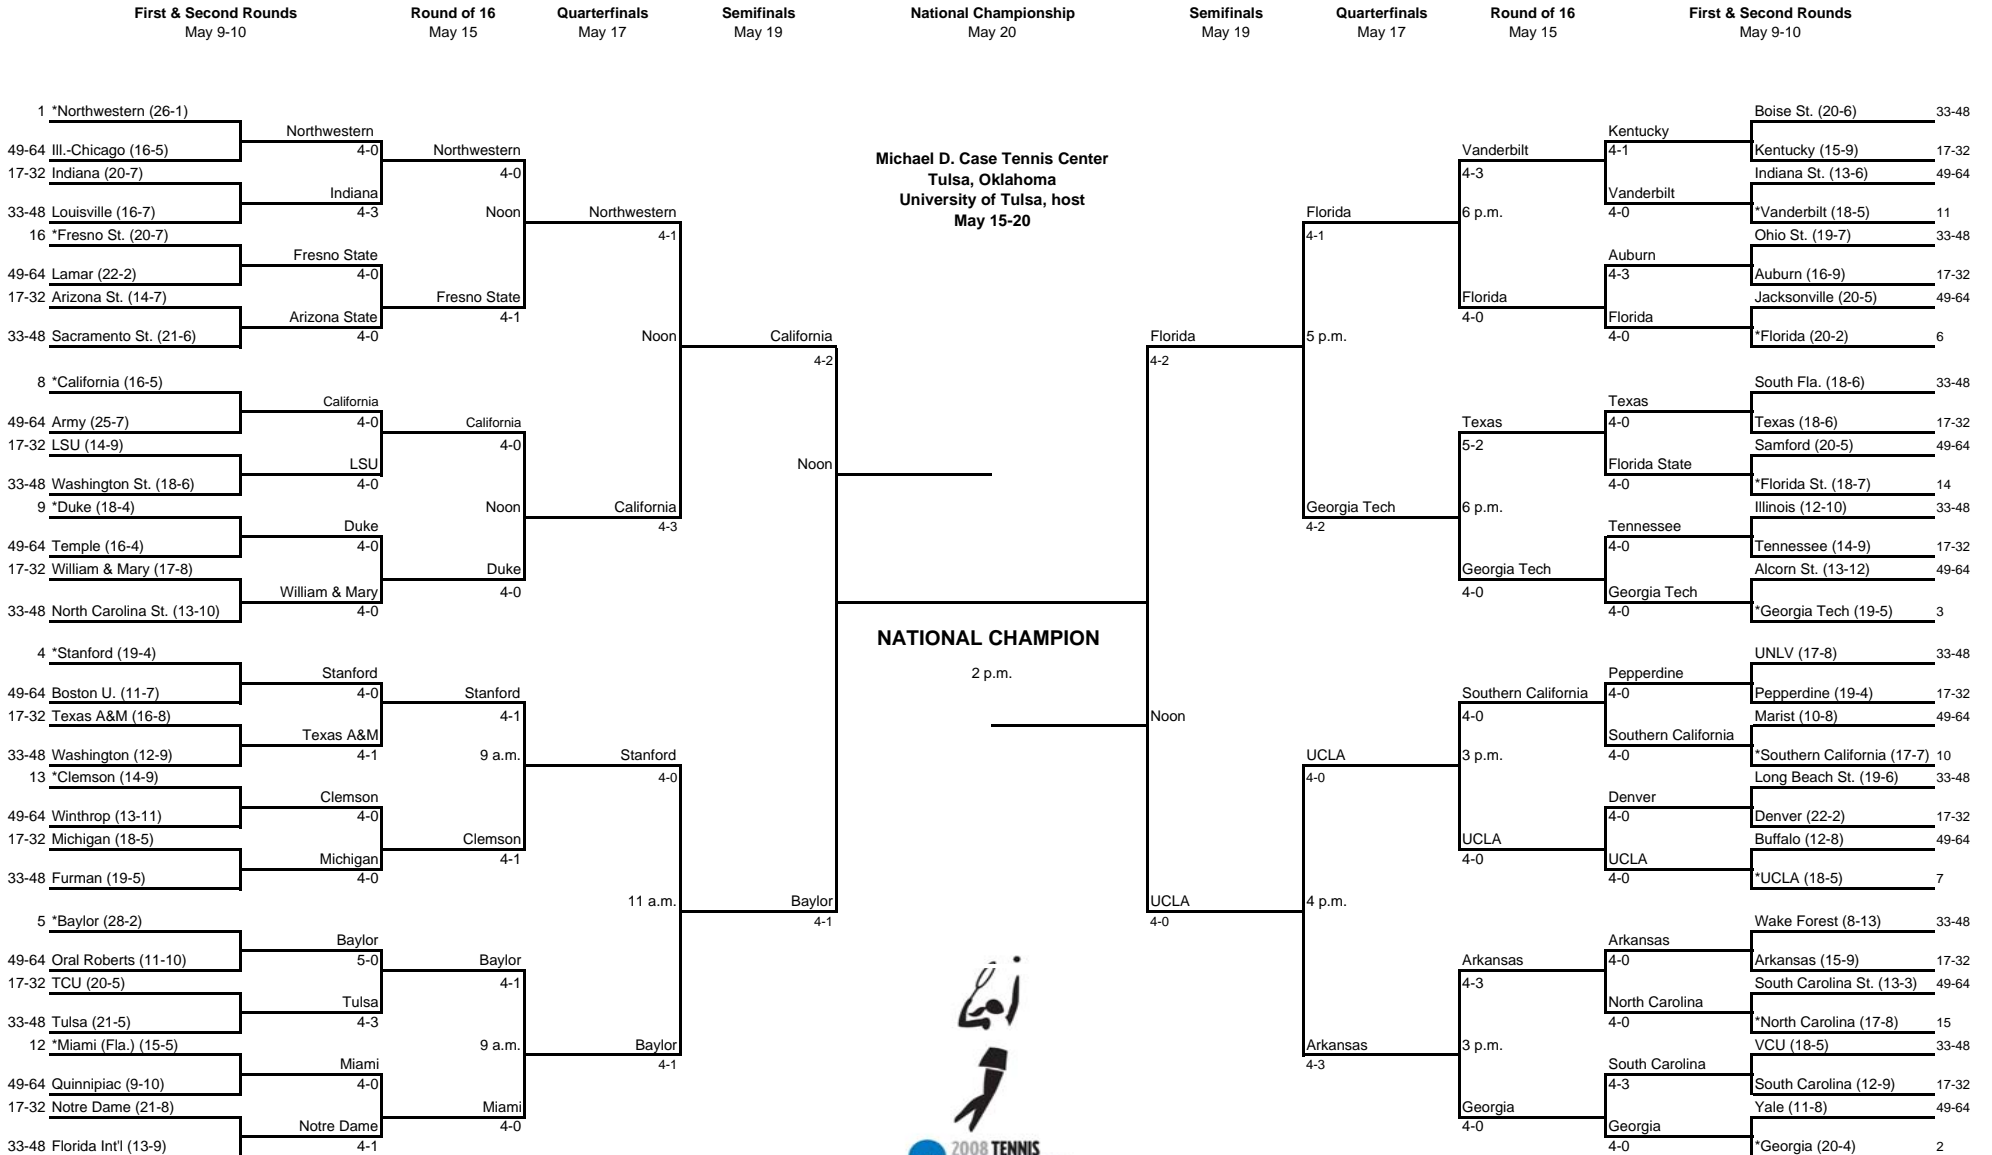 First & Second Rounds
May 9-10
Round of 16
May 15
Quarterfinals
May 17
Semifinals
May 19
National Championship
May 20
Semifinals
May 19
Quarterfinals
May 17
Round of 16
May 15
First & Second Rounds
May 9-10
1 *Northwestern (26-1)
49-64 Ill.-Chicago (16-5)
17-32 Indiana (20-7)
33-48 Louisville (16-7)
16 *Fresno St. (20-7)
49-64 Lamar (22-2)
17-32 Arizona St. (14-7)
33-48 Sacramento St. (21-6)
8 *California (16-5)
49-64 Army (25-7)
17-32 LSU (14-9)
33-48 Washington St. (18-6)
9 *Duke (18-4)
49-64 Temple (16-4)
17-32 William & Mary (17-8)
33-48 North Carolina St. (13-10)
4 *Stanford (19-4)
49-64 Boston U. (11-7)
17-32 Texas A&M (16-8)
33-48 Washington (12-9)
13 *Clemson (14-9)
49-64 Winthrop (13-11)
17-32 Michigan (18-5)
33-48 Furman (19-5)
5 *Baylor (28-2)
49-64 Oral Roberts (11-10)
17-32 TCU (20-5)
33-48 Tulsa (21-5)
12 *Miami (Fla.) (15-5)
49-64 Quinnipiac (9-10)
17-32 Notre Dame (21-8)
33-48 Florida Int'l (13-9)
Northwestern
4-0
Indiana
4-3
Fresno State
4-0
Arizona State
4-0
California
4-0
LSU
4-0
Duke
4-0
William & Mary
4-0
Stanford
4-0
Texas A&M
4-1
Clemson
4-0
Michigan
4-0
Baylor
5-0
Tulsa
4-3
Miami
4-0
Notre Dame
4-1
Northwestern
4-0
Noon
Fresno State
4-1
California
4-0
Noon
Duke
4-0
Stanford
4-1
9 a.m.
Clemson
4-1
Baylor
4-1
9 a.m.
Miami
4-0
Northwestern
4-1
Noon
California
4-3
Stanford
4-0
11 a.m.
Baylor
4-1
California
4-2
Noon
Baylor
4-1
Michael D. Case Tennis Center
Tulsa, Oklahoma
University of Tulsa, host
May 15-20
NATIONAL CHAMPION
2 p.m.
2008 TENNIS
Florida
4-2
Noon
UCLA
4-0
Florida
4-1
5 p.m.
Georgia Tech
4-2
UCLA
4-0
4 p.m.
Arkansas
4-3
Vanderbilt
4-3
6 p.m.
Florida
4-0
Texas
5-2
6 p.m.
Georgia Tech
4-0
Southern California
4-0
3 p.m.
UCLA
4-0
Arkansas
4-3
3 p.m.
Georgia
4-0
Kentucky
4-1
Vanderbilt
4-0
Auburn
4-3
Florida
4-0
Texas
4-0
Florida State
4-0
Tennessee
4-0
Georgia Tech
4-0
Pepperdine
4-0
Southern California
4-0
Denver
4-0
UCLA
4-0
Arkansas
4-0
North Carolina
4-0
South Carolina
4-3
Georgia
4-0
Boise St. (20-6) 33-48
Kentucky (15-9) 17-32
Indiana St. (13-6) 49-64
*Vanderbilt (18-5) 11
Ohio St. (19-7) 33-48
Auburn (16-9) 17-32
Jacksonville (20-5) 49-64
*Florida (20-2) 6
South Fla. (18-6) 33-48
Texas (18-6) 17-32
Samford (20-5) 49-64
*Florida St. (18-7) 14
Illinois (12-10) 33-48
Tennessee (14-9) 17-32
Alcorn St. (13-12) 49-64
*Georgia Tech (19-5) 3
UNLV (17-8) 33-48
Pepperdine (19-4) 17-32
Marist (10-8) 49-64
*Southern California (17-7) 10
Long Beach St. (19-6) 33-48
Denver (22-2) 17-32
Buffalo (12-8) 49-64
*UCLA (18-5) 7
Wake Forest (8-13) 33-48
Arkansas (15-9) 17-32
South Carolina St. (13-3) 49-64
*North Carolina (17-8) 15
VCU (18-5) 33-48
South Carolina (12-9) 17-32
Yale (11-8) 49-64
*Georgia (20-4) 2